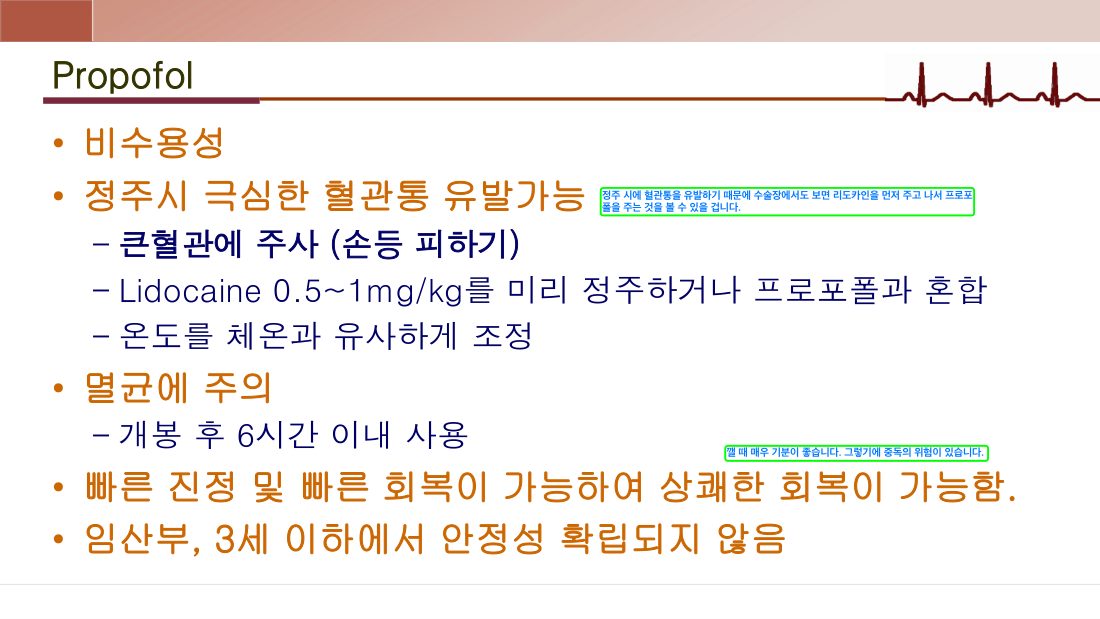 Propofol
• 비수용성
• 정주시 극심한 혈관통 유발가능
정주 시에 혈관통을 유발하기 때문에 수술장에서도 보면 리도카인을 먼저 주고 나서 프로포
폴을 주는 것을 볼 수 있을 겁니다.
– 큰혈관에 주사 (손등 피하기)
– Lidocaine 0.5~1mg/kg를 미리 정주하거나 프로포폴과 혼합
– 온도를 체온과 유사하게 조정
• 멸균에 주의
– 개봉 후 6시간 이내 사용
깰 때 매우 기분이 좋습니다. 그렇기에 중독의 위험이 있습니다.
• 빠른 진정 및 빠른 회복이 가능하여 상쾌한 회복이 가능함.
• 임산부, 3세 이하에서 안정성 확립되지 않음